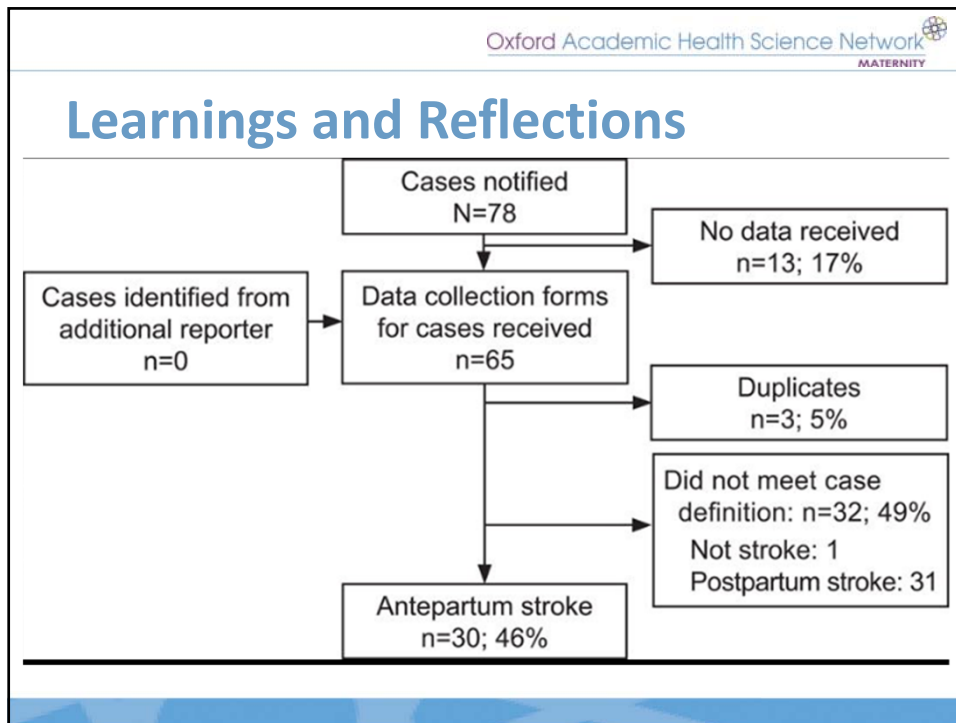 Oxford Academic Health Science Network
MATERNITY
Learnings and Reflections
Cases notified
N=78
No data received
n=13; 17%
Cases identified from
additional reporter
n=0
Data collection forms
for cases received
n=65
Duplicates
n=3; 5%
Did not meet case
definition: n=32; 49%
Not stroke: 1
Postpartum stroke: 31
Antepartum stroke
n=30; 46%